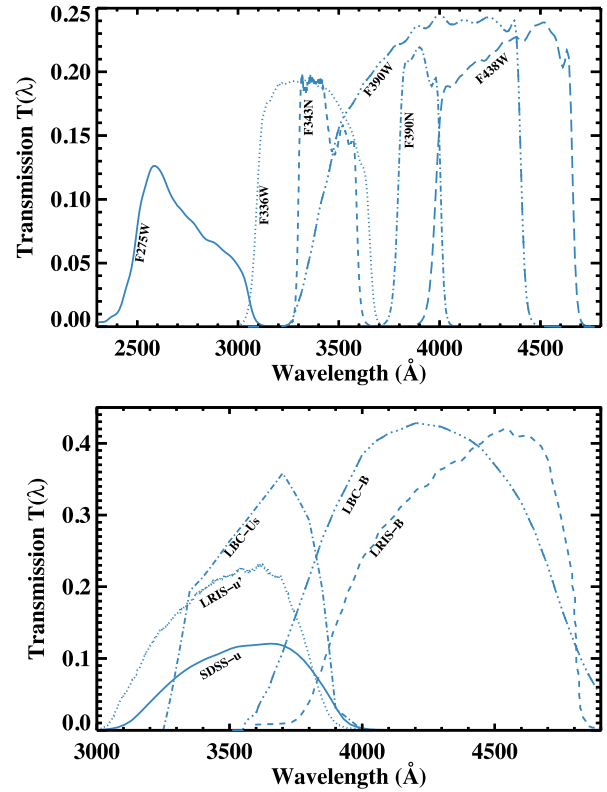 0.25
0.20
0.15
0.10
0.05
0.00
Transmission T(λ)
F275W
F336W
F343N
F390W
F390N
F438W
2500 3000 3500 4000 4500
Wavelength (Å)
0.4
0.3
0.2
0.1
0.0
Transmission T(λ)
LBC−Us
LRIS−u'
SDSS−u
LBC−B
LRIS−B
3000 3500 4000 4500
Wavelength (Å)